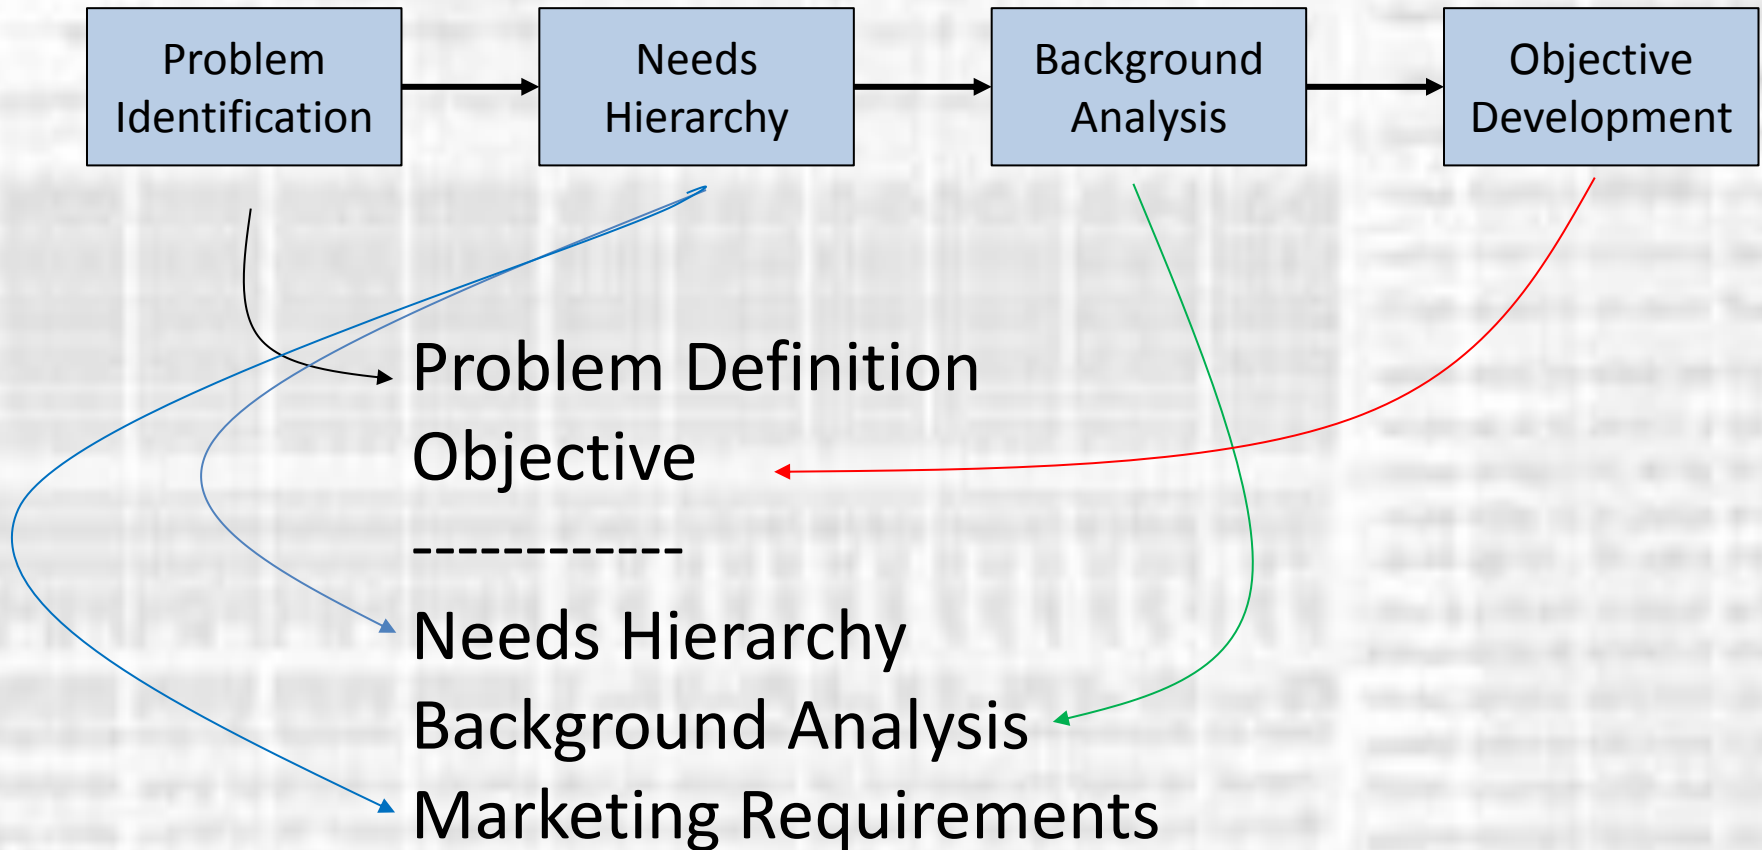 Problem
Identification
Needs
Hierarchy
Background
Analysis
Objective
Development
Problem Definition
Objective
------------
Needs Hierarchy
Background Analysis
Marketing Requirements